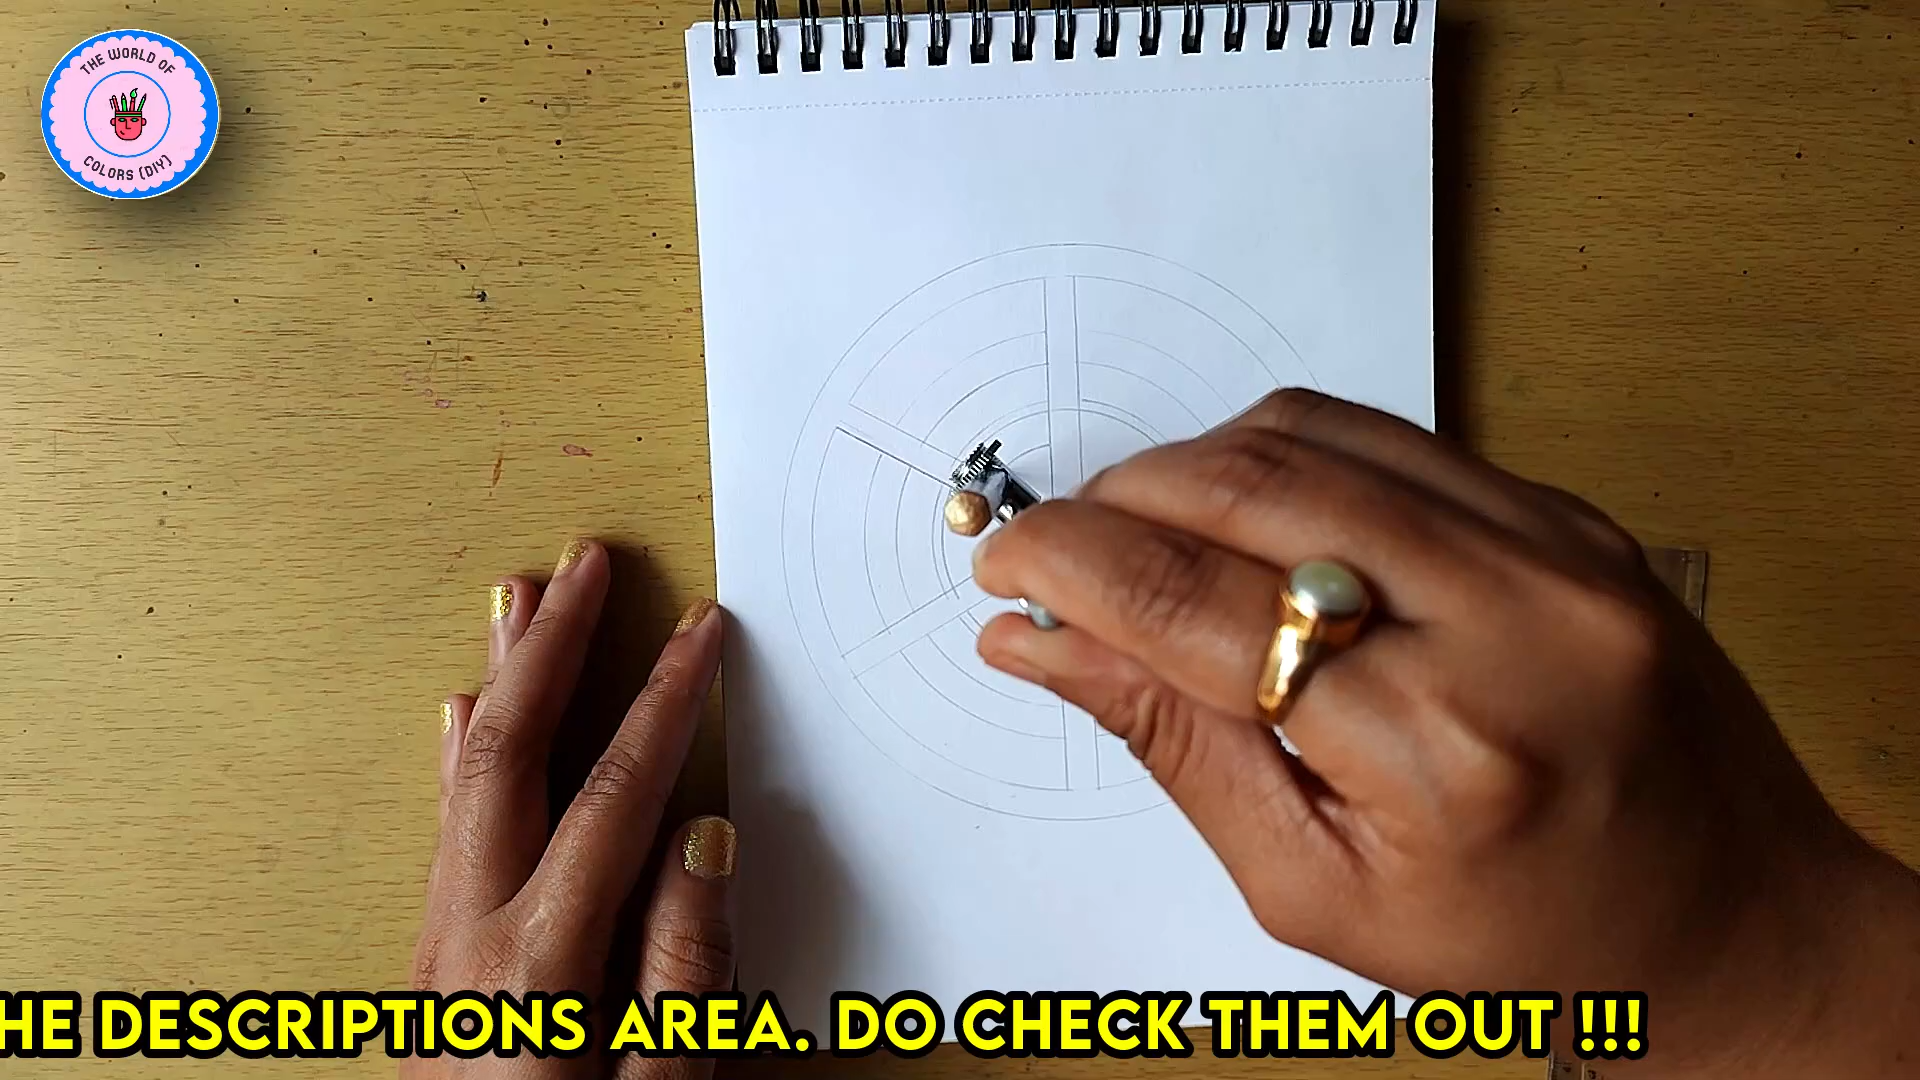 THE WORLD OF
COLORS (DIY)
HE DESCRIPTIONS AREA. DO CHECK THEM OUT !!!